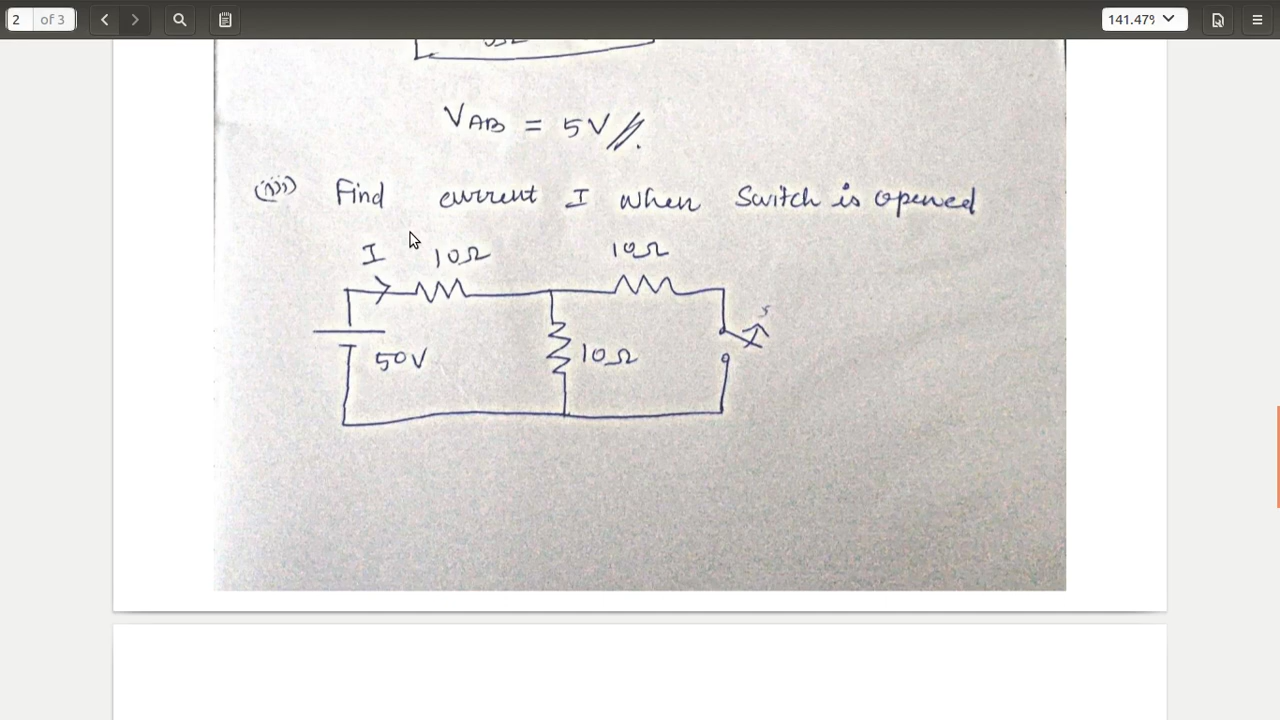 2 of 3
141.47%
VAB = 5V
(iii) Find current I when Switch is opened
I 10Ω 10Ω
S
50V 10Ω